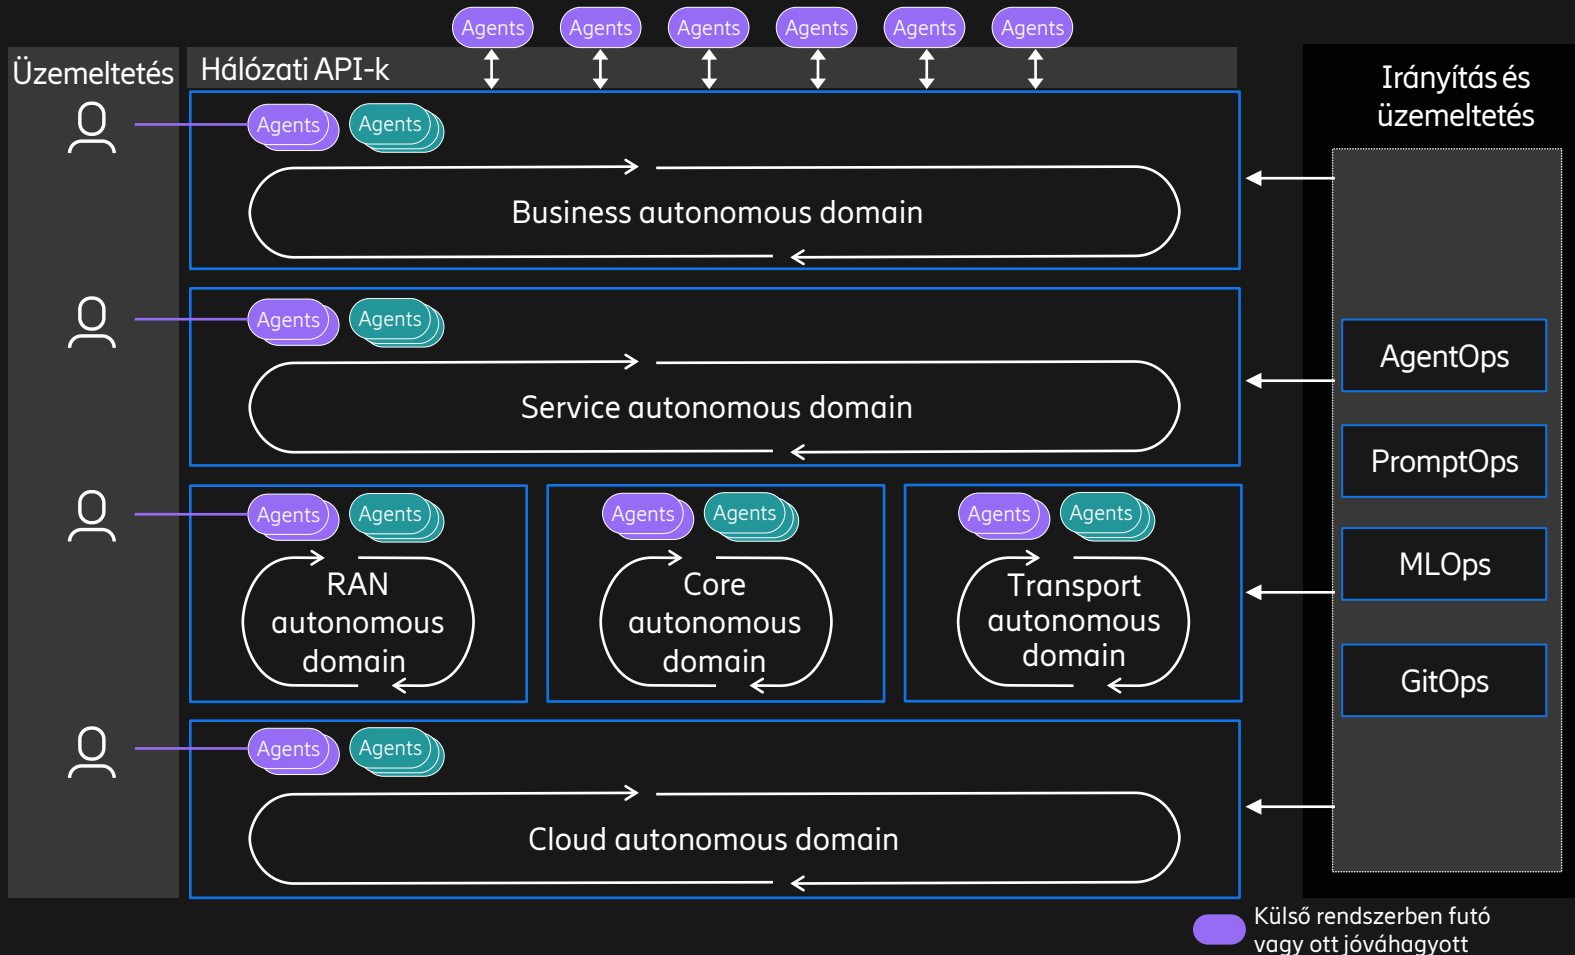 Agents
Agents
Agents
Agents
Agents
Agents
Üzemeltetés
Hálózati API-k
Irányítás és
üzemeltetés
Agents
Agents
Business autonomous domain
Agents
Agents
Service autonomous domain
AgentOps
PromptOps
MLOps
GitOps
Agents
Agents
RAN
autonomous
domain
Agents
Agents
Core
autonomous
domain
Agents
Agents
Transport
autonomous
domain
Agents
Agents
Cloud autonomous domain
Külső rendszerben futó
vagy ott jóváhagyott